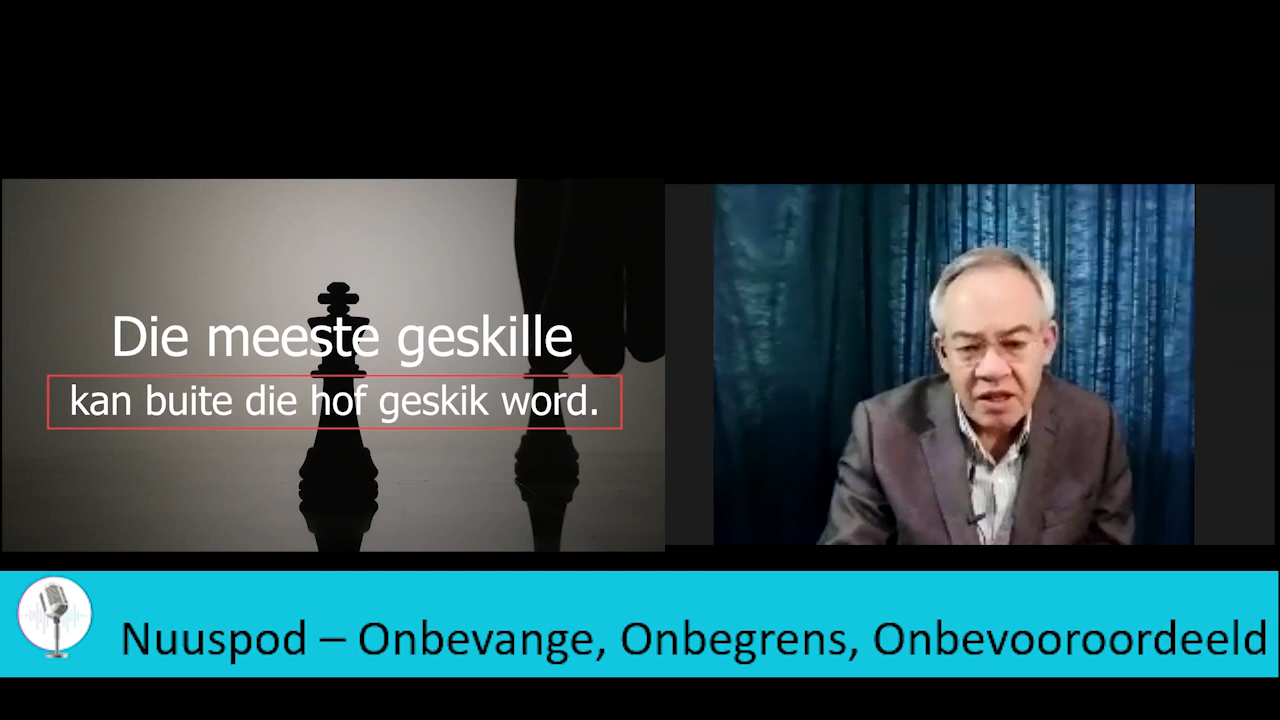 Die meeste geskille
kan buite die hof geskik word.
Nuuspod – Onbevange, Onbegrens, Onbevooroordeeld